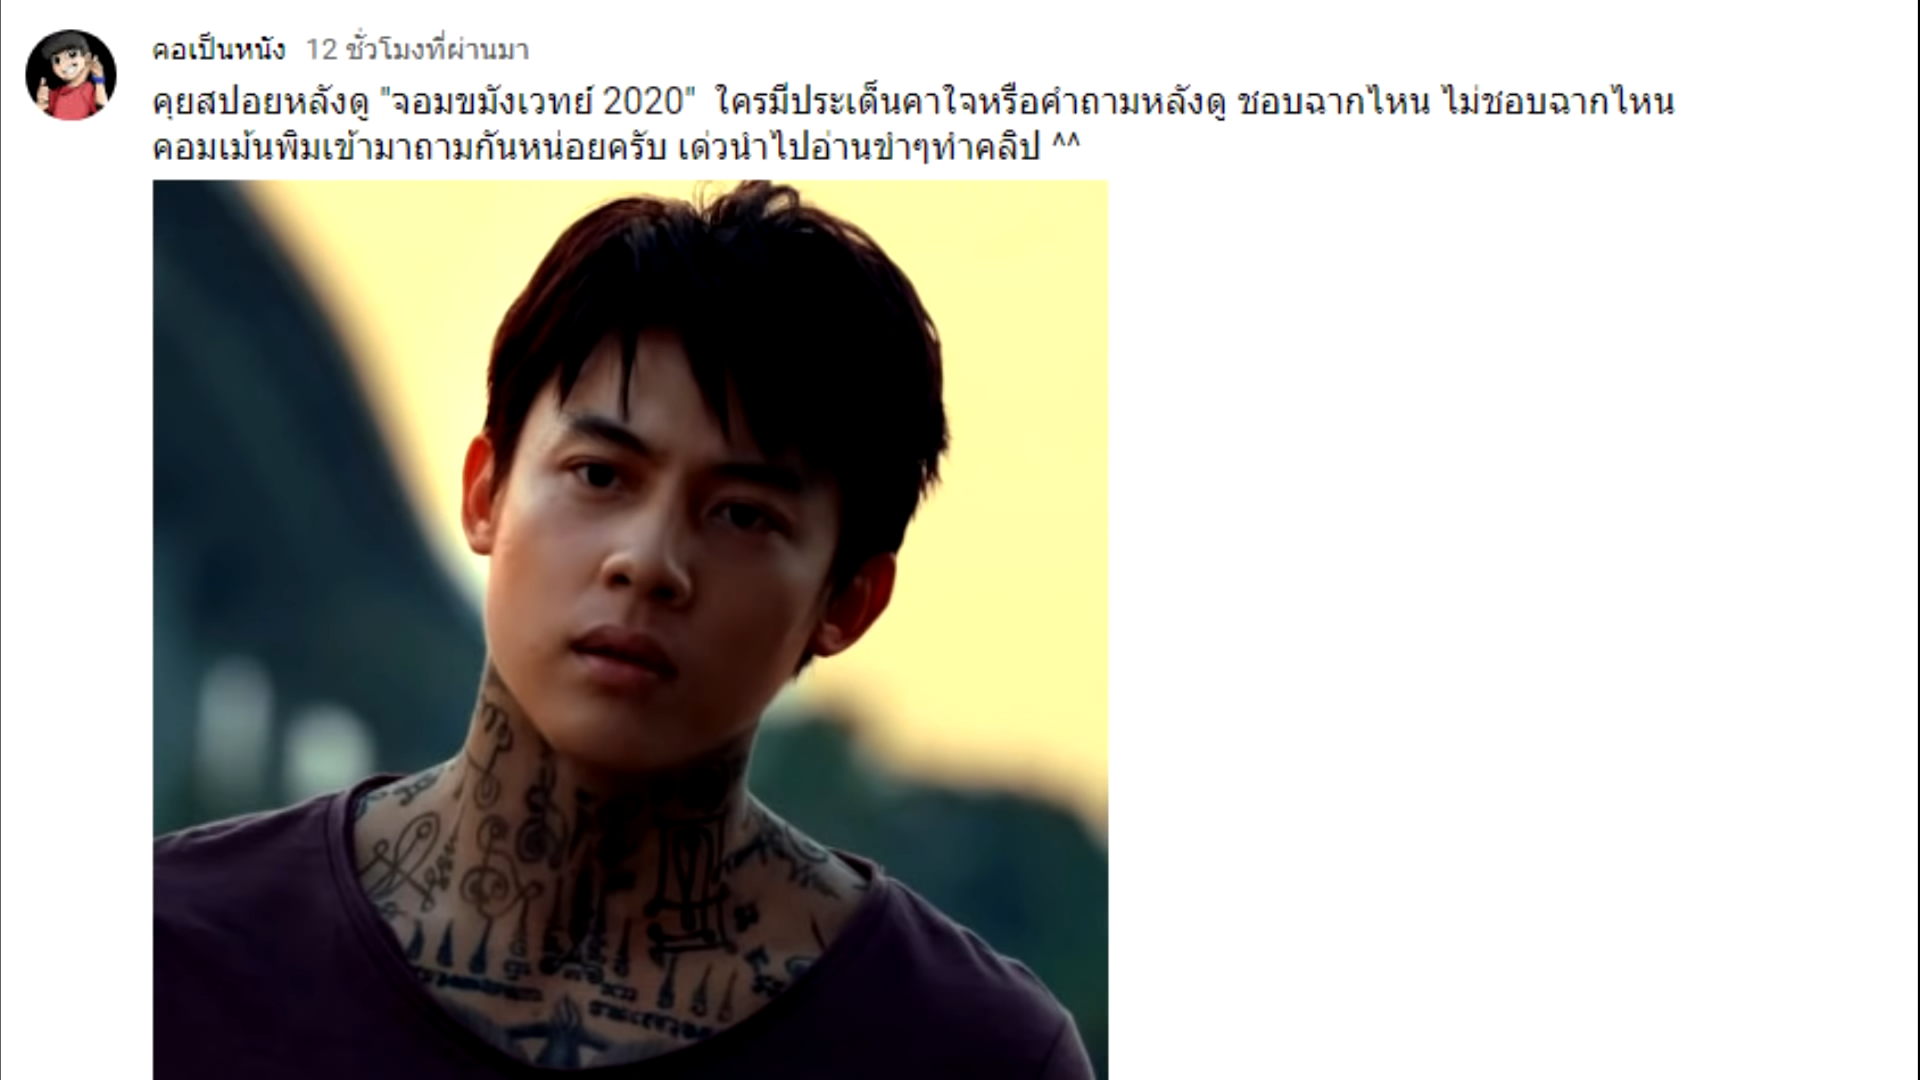 คอเป็นหนัง 12 ชั่วโมงที่ผ่านมา
คุยสปอยหลังดู "จอมขมังเวทย์ 2020" ใครมีประเด็นคาใจหรือคำถามหลังดู ชอบฉากไหน ไม่ชอบฉากไหน
คอมเม้นพิมเข้ามาถามกันหน่อยครับ เด่วนำไปอ่านขำๆทำคลิป ^^